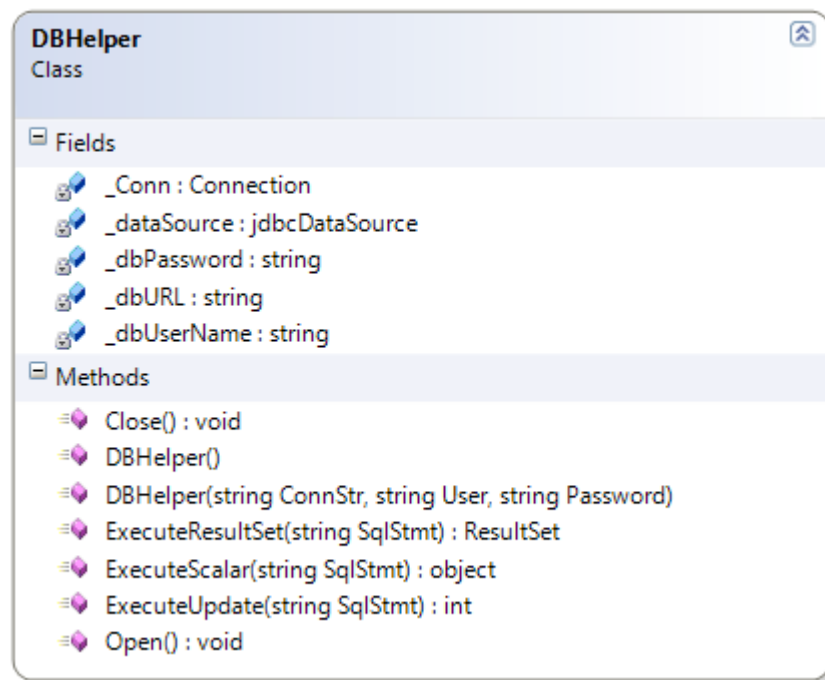 DBHelper
Class
Fields
_Conn : Connection
_dataSource : jdbcDataSource
_dbPassword : string
_dbURL : string
_dbUserName : string
Methods
Close() : void
DBHelper()
DBHelper(string ConnStr, string User, string Password)
ExecuteResultSet(string SqlStmt) : ResultSet
ExecuteScalar(string SqlStmt) : object
ExecuteUpdate(string SqlStmt) : int
Open() : void